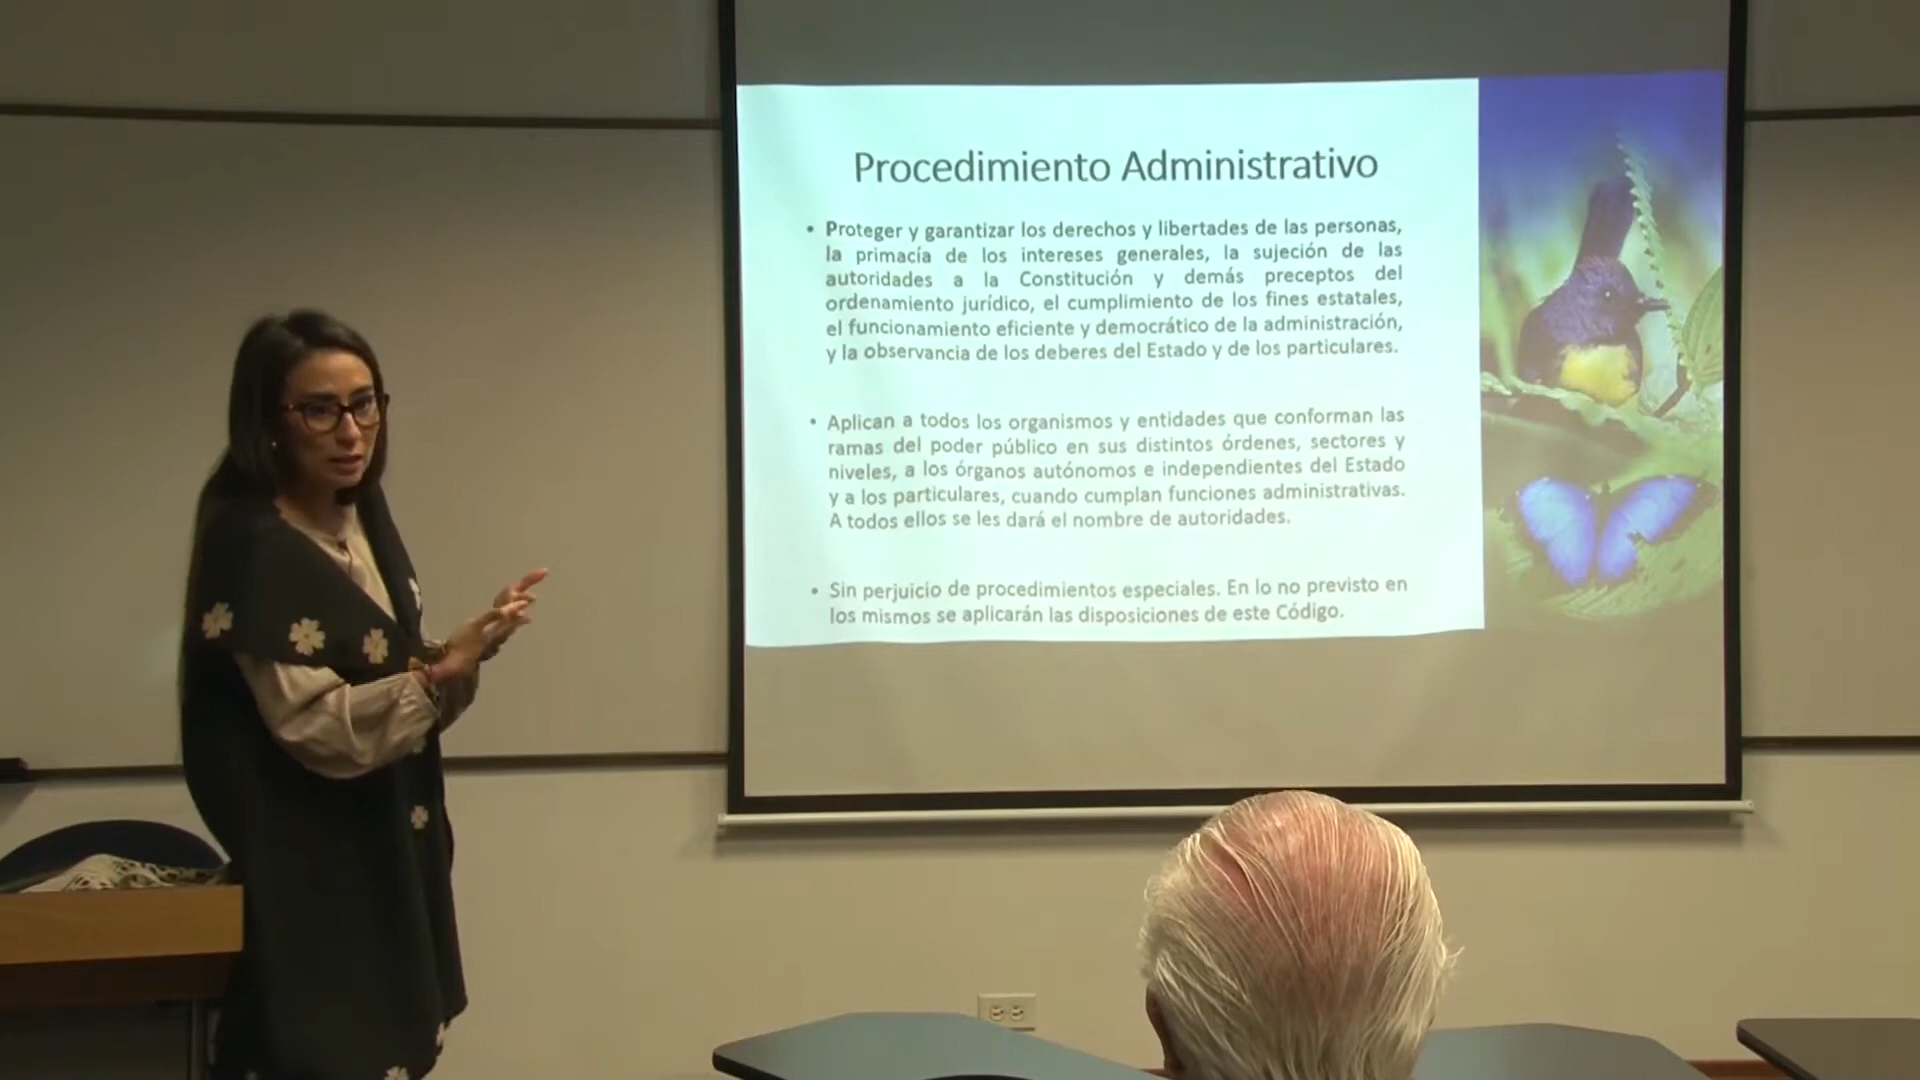 Procedimiento Administrativo
• Proteger y garantizar los derechos y libertades de las personas,
la primacía de los intereses generales, la sujeción de las
autoridades a la Constitución y demás preceptos del
ordenamiento jurídico, el cumplimiento de los fines estatales,
el funcionamiento eficiente y democrático de la administración,
y la observancia de los deberes del Estado y de los particulares.
• Aplican a todos los organismos y entidades que conforman las
ramas del poder público en sus distintos órdenes, sectores y
niveles, a los órganos autónomos e independientes del Estado
y a los particulares, cuando cumplan funciones administrativas.
A todos ellos se les dará el nombre de autoridades.
• Sin perjuicio de procedimientos especiales. En lo no previsto en
los mismos se aplicarán las disposiciones de este Código.